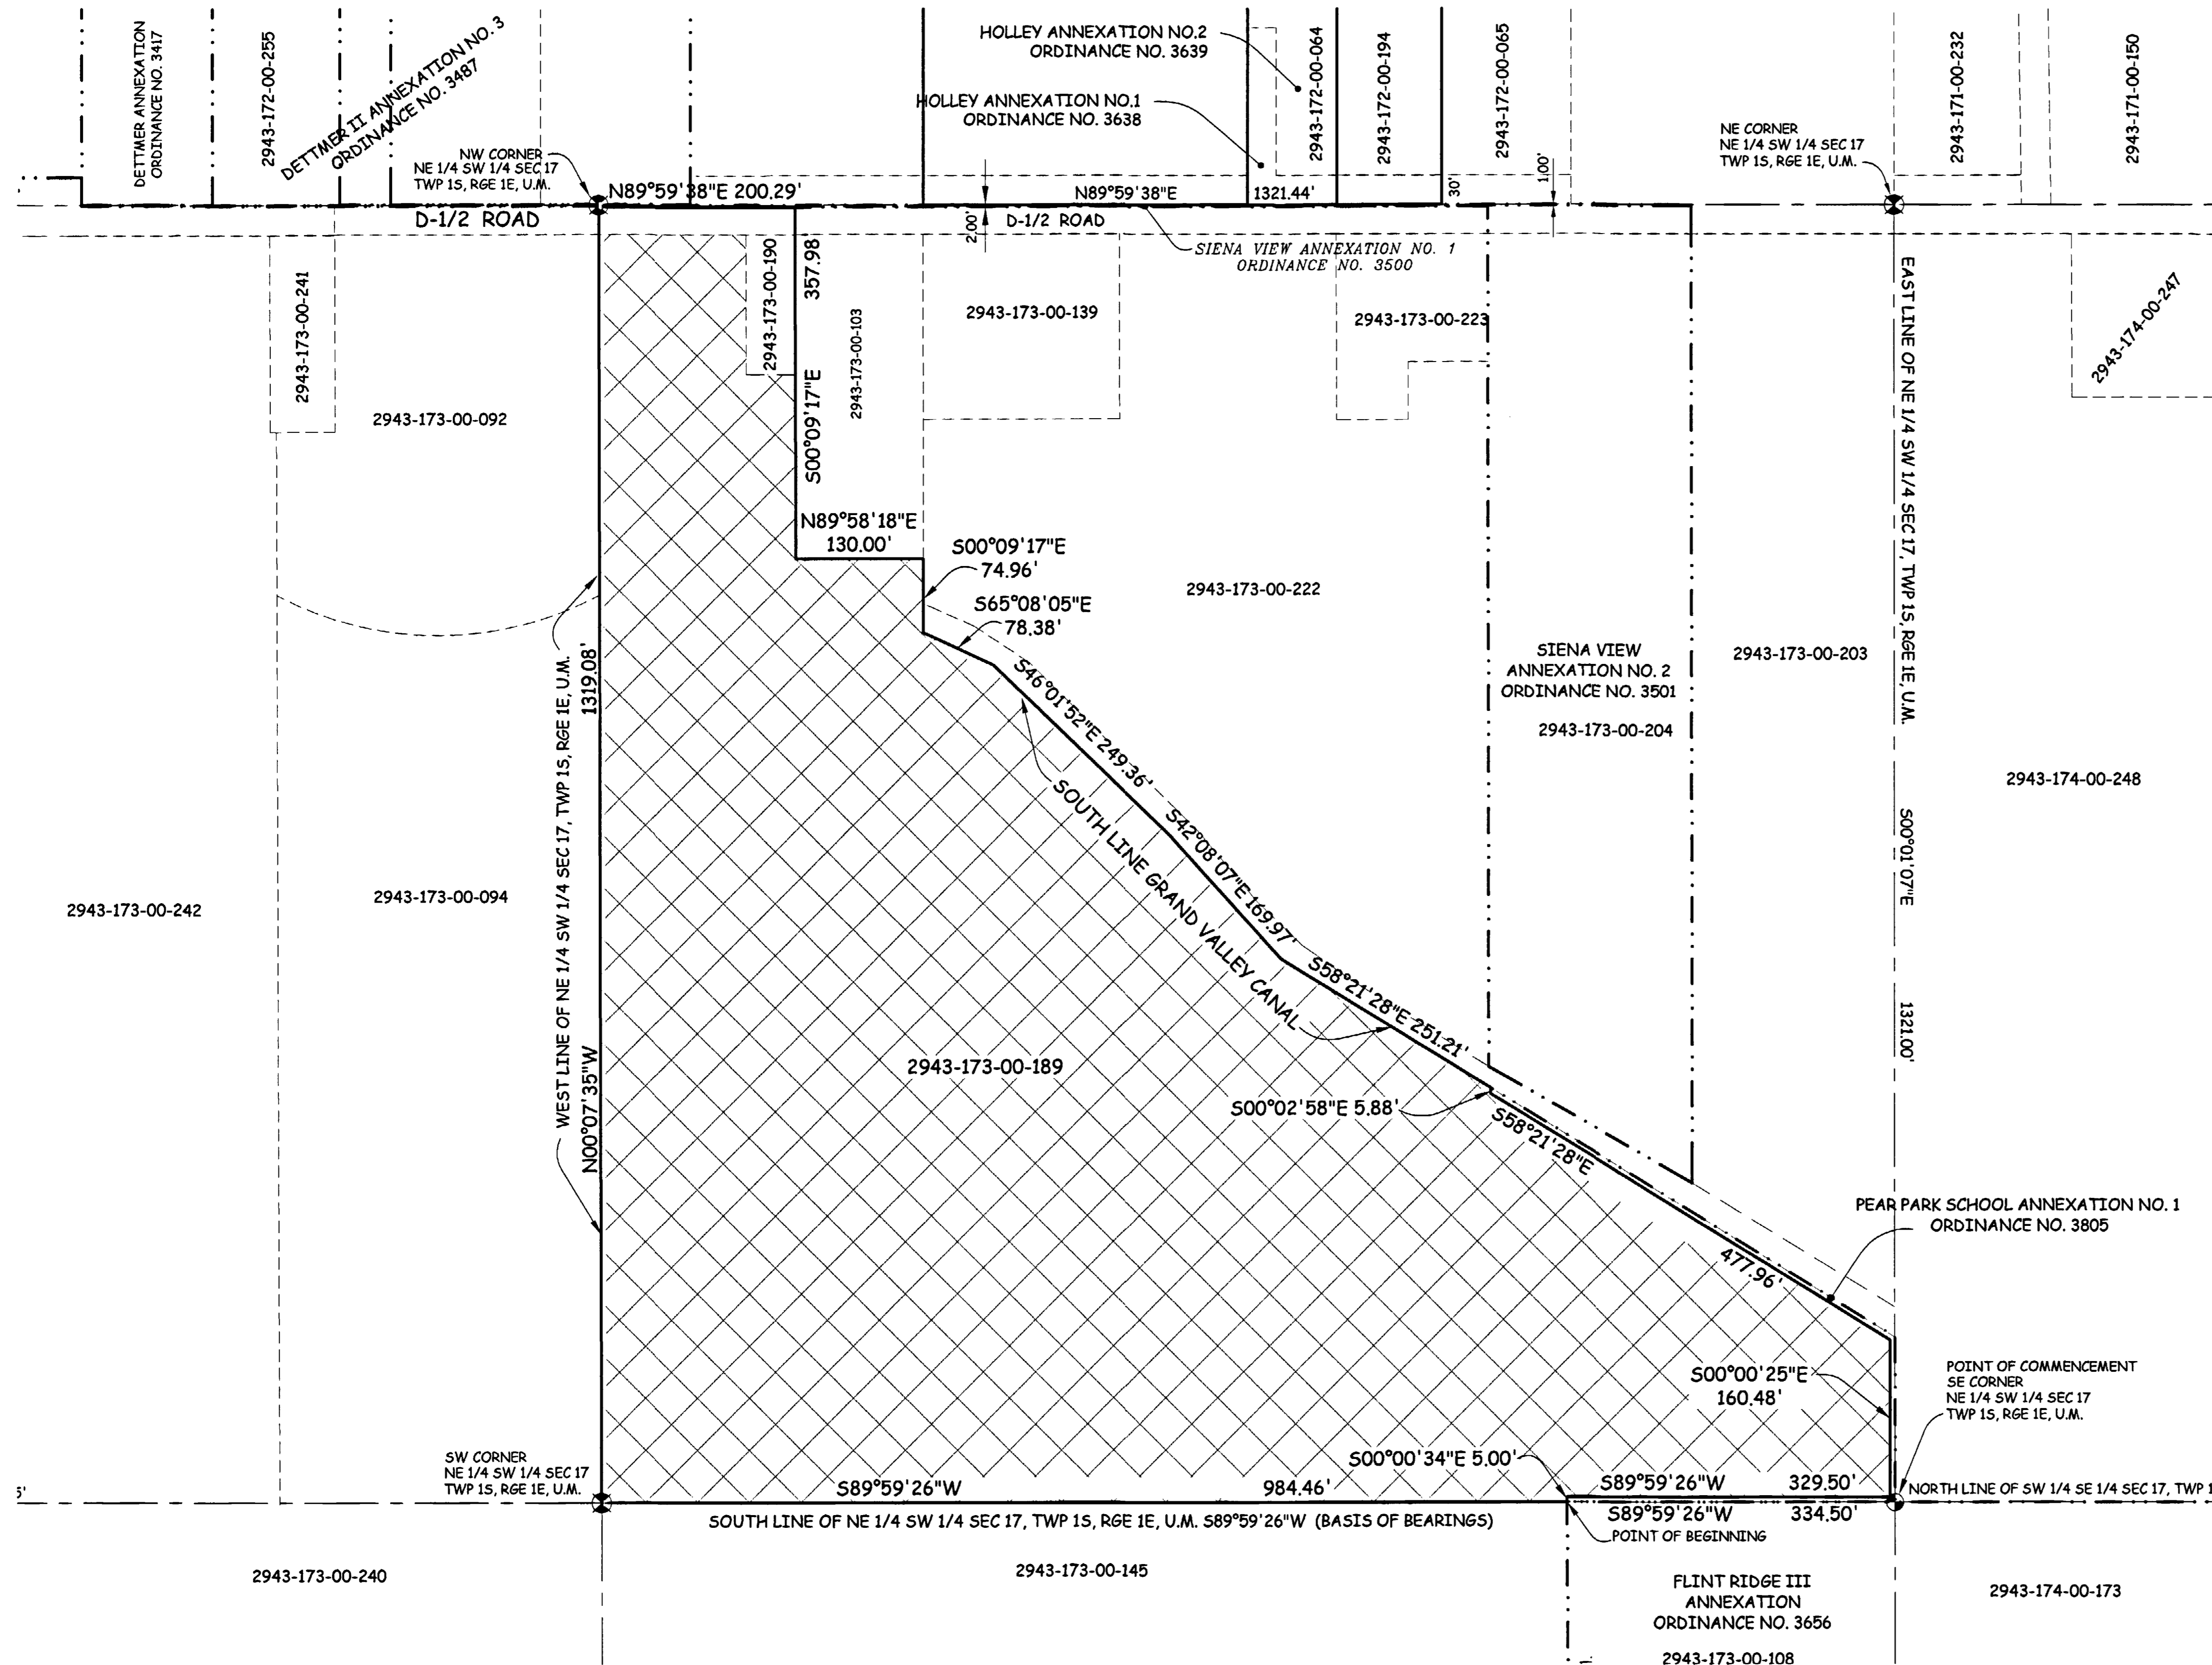 DETTMER ANNEXATION
ORDINANCE NO. 3417
2943-172-00-255
DETTMER II ANNEXATION NO. 3
ORDINANCE NO. 3487
HOLLEY ANNEXATION NO.2
ORDINANCE NO. 3639
HOLLEY ANNEXATION NO.1
ORDINANCE NO. 3638
2943-172-00-064
2943-172-00-194
2943-172-00-065
2943-171-00-232
2943-171-00-150
NW CORNER
NE 1/4 SW 1/4 SEC 17
TWP 1S, RGE 1E, U.M.
NE CORNER
NE 1/4 SW 1/4 SEC 17
TWP 1S, RGE 1E, U.M.
N89°59'38"E 200.29'
N89°59'38"E 1321.44'
30'
1.00'
2.00'
D-1/2 ROAD
D-1/2 ROAD
SIENA VIEW ANNEXATION NO. 1
ORDINANCE NO. 3500
2943-173-00-241
2943-173-00-190
357.98
S00°09'17"E
2943-173-00-103
2943-173-00-139
2943-173-00-223
2943-174-00-247
2943-173-00-092
EAST LINE OF NE 1/4 SW 1/4 SEC 17, TWP 1S, RGE 1E, U.M.
S00°01'07"E
1321.00'
N89°58'18"E
130.00'
S00°09'17"E
74.96'
S65°08'05"E
78.38'
2943-173-00-222
SIENA VIEW
ANNEXATION NO. 2
ORDINANCE NO. 3501
2943-173-00-204
2943-173-00-203
2943-174-00-248
WEST LINE OF NE 1/4 SW 1/4 SEC 17, TWP 1S, RGE 1E, U.M.
N00°07'35"W
1319.08'
S46°01'52"E 249.36'
S42°08'07"E 169.97'
SOUTH LINE GRAND VALLEY CANAL
S58°21'28"E 251.21'
2943-173-00-242
2943-173-00-094
2943-173-00-189
S00°02'58"E 5.88'
S58°21'28"E
477.96'
PEAR PARK SCHOOL ANNEXATION NO. 1
ORDINANCE NO. 3805
S00°00'25"E
160.48'
POINT OF COMMENCEMENT
SE CORNER
NE 1/4 SW 1/4 SEC 17
TWP 1S, RGE 1E, U.M.
SW CORNER
NE 1/4 SW 1/4 SEC 17
TWP 1S, RGE 1E, U.M.
S00°00'34"E 5.00'
5'
S89°59'26"W 984.46'
S89°59'26"W 329.50'
S89°59'26"W 334.50'
NORTH LINE OF SW 1/4 SE 1/4 SEC 17, TWP 1
SOUTH LINE OF NE 1/4 SW 1/4 SEC 17, TWP 1S, RGE 1E, U.M. S89°59'26"W (BASIS OF BEARINGS)
POINT OF BEGINNING
2943-173-00-240
2943-173-00-145
FLINT RIDGE III
ANNEXATION
ORDINANCE NO. 3656
2943-173-00-108
2943-174-00-173